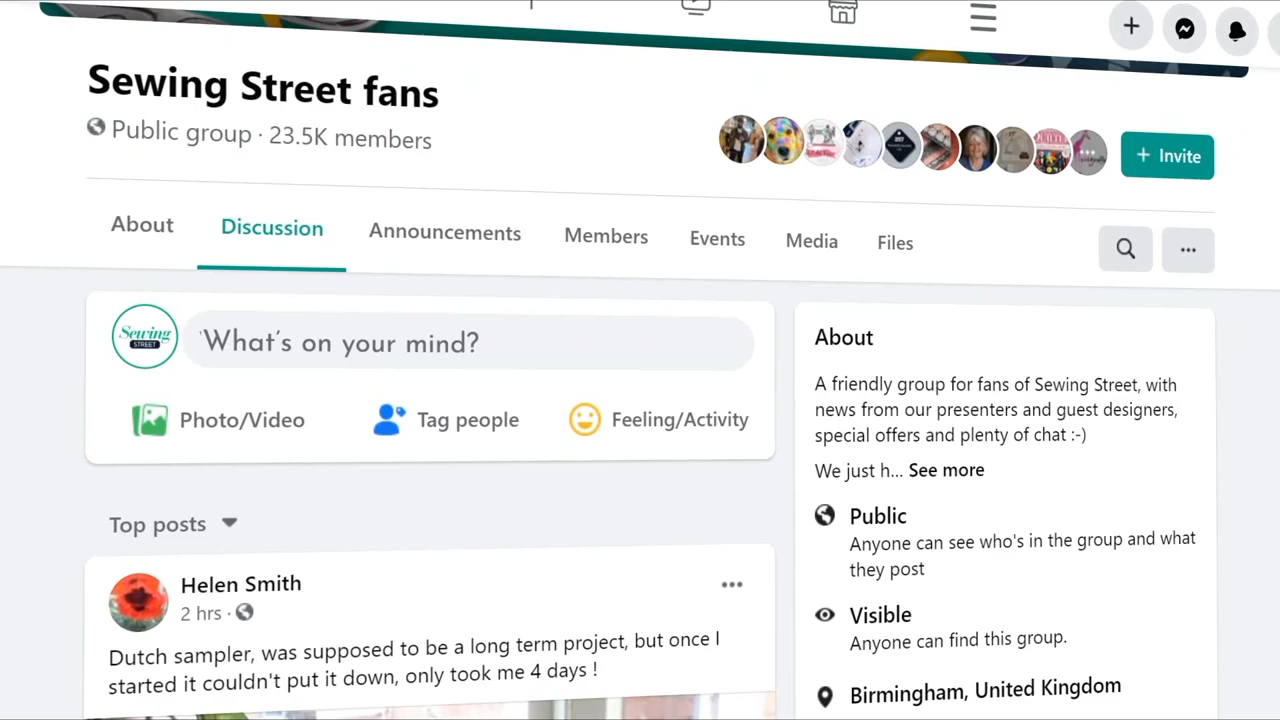 Sewing Street fans
Public group · 23.5K members
+ Invite
About
Discussion
Announcements
Members
Events
Media
Files
Sewing
STREET
'What's on your mind?
Photo/Video
Tag people
Feeling/Activity
Top posts
Helen Smith
2 hrs ·
Dutch sampler, was supposed to be a long term project, but once I
started it couldn't put it down, only took me 4 days !
About
A friendly group for fans of Sewing Street, with
news from our presenters and guest designers,
special offers and plenty of chat :-)
We just h... See more
Public
Anyone can see who's in the group and what
they post
Visible
Anyone can find this group.
Birmingham, United Kingdom